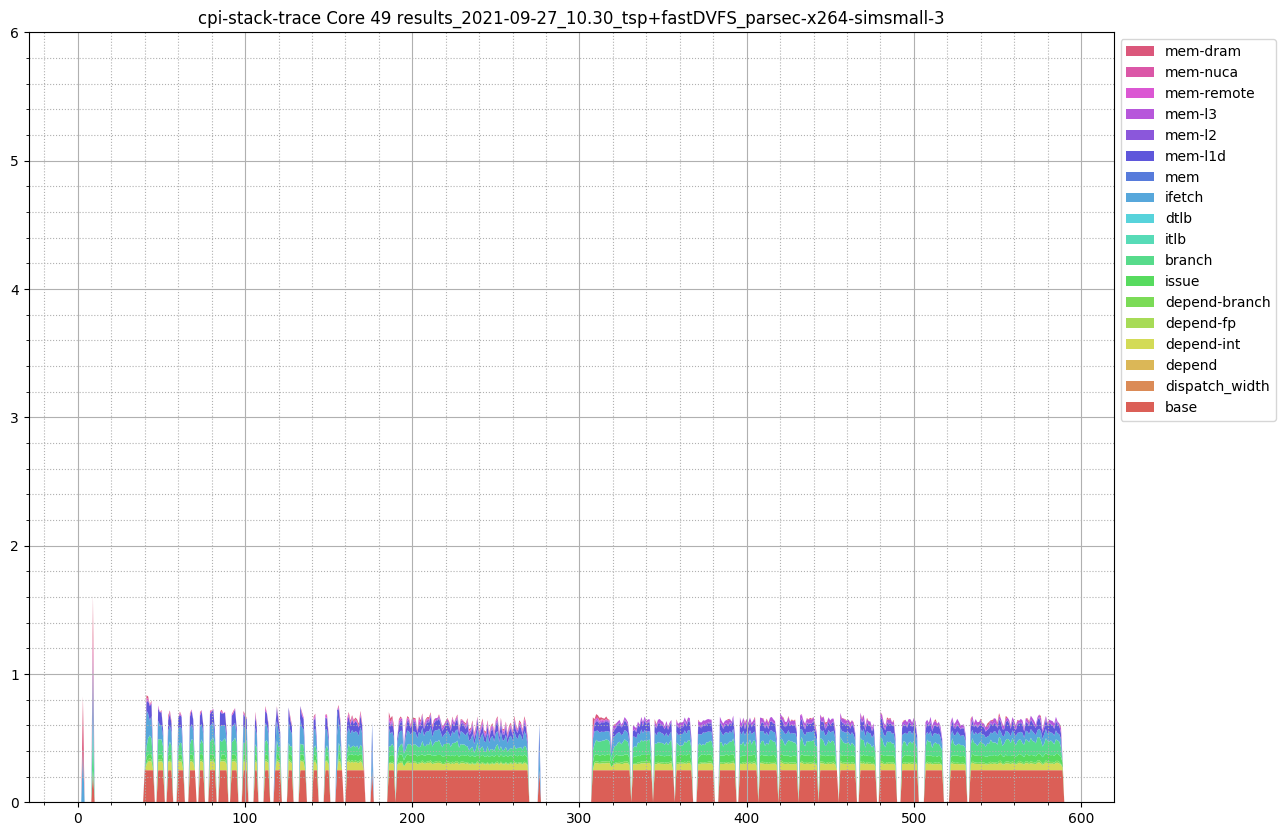 cpi-stack-trace Core 49 results_2021-09-27_10.30_tsp+fastDVFS_parsec-x264-simsmall-3
6
5
4
3
2
1
0
0 100 200 300 400 500 600
mem-dram
mem-nuca
mem-remote
mem-l3
mem-l2
mem-l1d
mem
ifetch
dtlb
itlb
branch
issue
depend-branch
depend-fp
depend-int
depend
dispatch_width
base